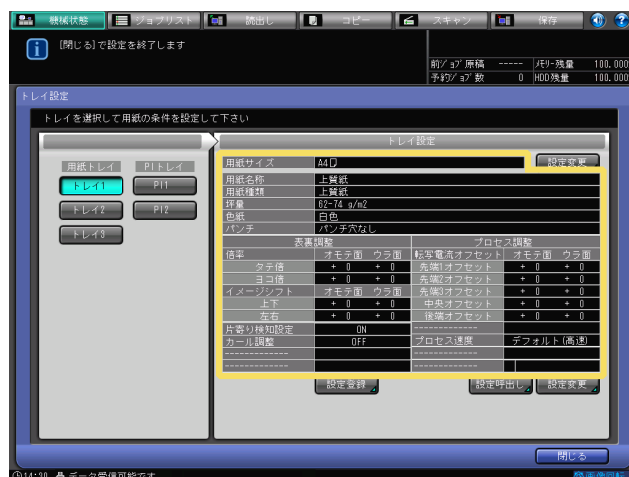 機械状態 ジョブリスト 読出し コピー スキャン 保存
[閉じる]で設定を終了します
前ジョブ原稿 ----- メモリー残量 100.000
予約ジョブ数 0 HDD残量 100.000
トレイ設定
トレイを選択して用紙の条件を設定して下さい
トレイ設定
用紙トレイ PIトレイ
トレイ1 PI1
トレイ2 PI2
トレイ3
用紙サイズ A4 設定変更
用紙名称 上質紙
用紙種類 上質紙
坪量 62-74 g/m2
色紙 白色
パンチ パンチ穴なし
表裏調整 プロセス調整
倍率 オモテ面 ウラ面 転写電流オフセット オモテ面 ウラ面
タテ倍 + 0 + 0 先端1オフセット + 0 + 0
ヨコ倍 + 0 + 0 先端2オフセット + 0 + 0
イメージシフト オモテ面 ウラ面 先端3オフセット + 0 + 0
上下 + 0 + 0 中央オフセット + 0 + 0
左右 + 0 + 0 後端オフセット + 0 + 0
片寄り検知設定 ON -------------
カール調整 OFF プロセス速度 デフォルト(高速)
------------- -------------
------------- -------------
設定登録 設定呼出し 設定変更
閉じる
14:30 データ受信可能です 画像回転